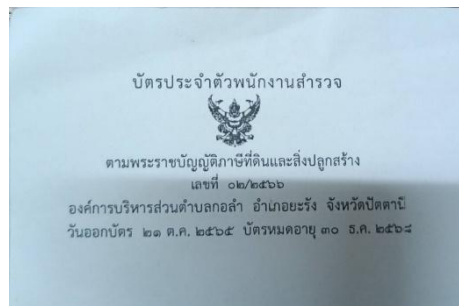 บัตรประจำตัวพนักงานสำรวจ
ตามพระราชบัญญัติภาษีที่ดินและสิ่งปลูกสร้าง
เลขที่ ๐๒/๒๕๖๖
องค์การบริหารส่วนตำบลกอลำ อำเภอยะรัง จังหวัดปัตตานี
วันออกบัตร ๒๑ ต.ค. ๒๕๖๕ บัตรหมดอายุ ๓๐ ธ.ค. ๒๕๖๘